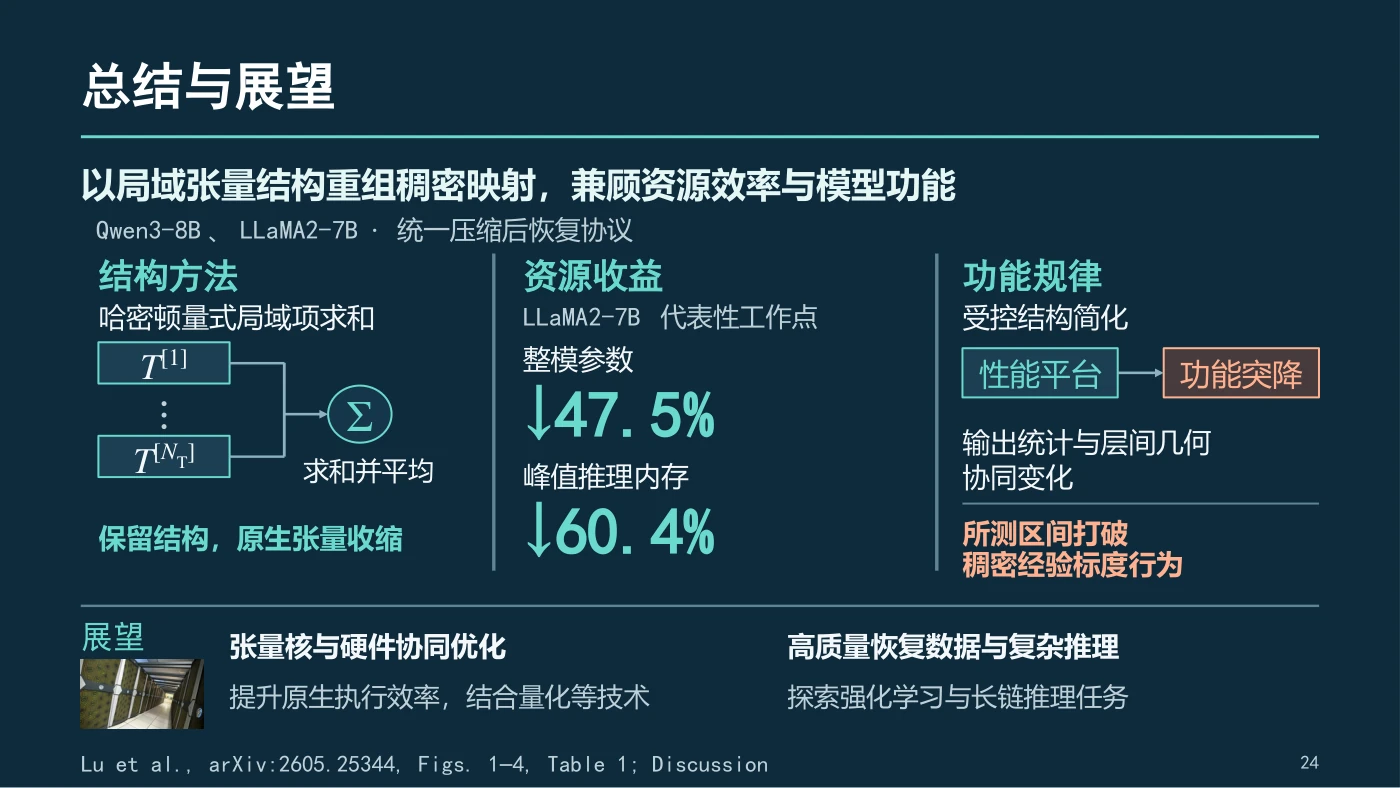 总结与展望
以局域张量结构重组稠密映射，兼顾资源效率与模型功能
Qwen3-8B、 LLaMA2-7B · 统一压缩后恢复协议
结构方法
哈密顿量式局域项求和
T[1]
⋮
T[NT]
Σ
求和并平均
保留结构，原生张量收缩
资源收益
LLaMA2-7B 代表性工作点
整模参数
↓47.5%
峰值推理内存
↓60.4%
功能规律
受控结构简化
性能平台
功能突降
输出统计与层间几何
协同变化
所测区间打破
稠密经验标度行为
展望
张量核与硬件协同优化
提升原生执行效率，结合量化等技术
高质量恢复数据与复杂推理
探索强化学习与长链推理任务
Lu et al., arXiv:2605.25344, Figs. 1–4, Table 1; Discussion
24